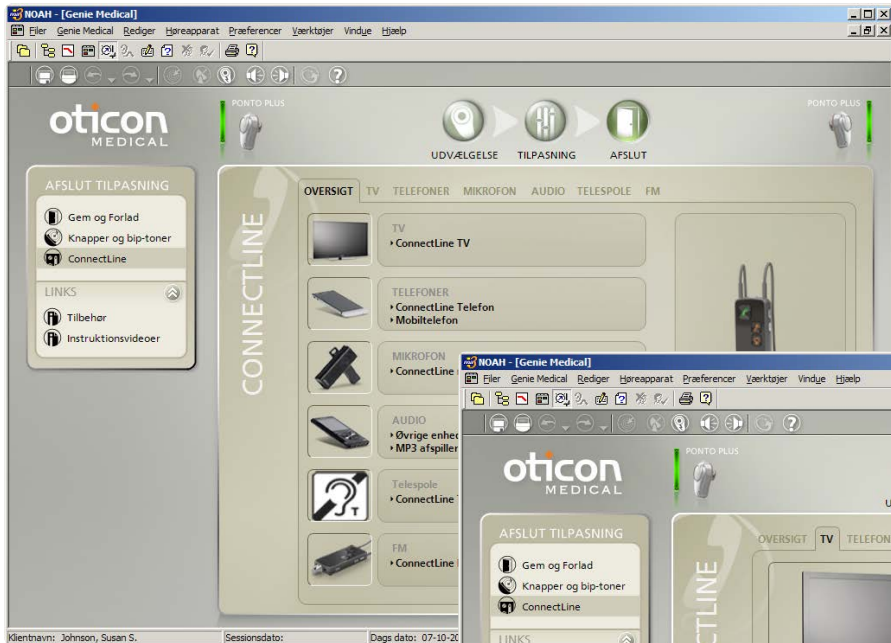 NOAH - [Genie Medical]
Filer Genie Medical Rediger Høreapparat Præferencer Værktøjer Vindue Hjælp
oticon
MEDICAL
PONTO PLUS
UDVÆLGELSE TILPASNING AFSLUT
PONTO PLUS
AFSLUT TILPASNING
Gem og Forlad
Knapper og bip-toner
ConnectLine
LINKS
Tilbehør
Instruktionsvideoer
CONNECTLINE
OVERSIGT TV TELEFONER MIKROFON AUDIO TELESPOLE FM
TV
ConnectLine TV
TELEFONER
ConnectLine Telefon
Mobiltelefon
MIKROFON
ConnectLine
AUDIO
Øvrige
MP3 afspiller
Telespole
ConnectLine
FM
ConnectLine
Klientnavn: Johnson, Susan S. Sessionsdato: Dags dato: 07-10-20
NOAH - [Genie Medical]
Filer Genie Medical Rediger Høreapparat Præferencer Værktøjer Vindue Hjælp
oticon
MEDICAL
PONTO PLUS
U
AFSLUT TILPASNING
Gem og Forlad
Knapper og bip-toner
ConnectLine
LINKS
OVERSIGT TV TELEFON